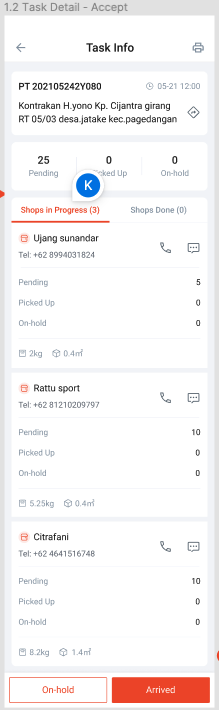 1.2 Task Detail - Accept
Task Info
PT 202105242Y080
05-21 12:00
Kontrakan H.yono Kp. Cijantra girang
RT 05/03 desa.jatake kec.pagedangan
25
0
0
Pending
cked Up
On-hold
K
Shops in Progress (3)
Shops Done (0)
Ujang sunandar
Tel: +62 8994031824
Pending
5
Picked Up
0
On-hold
0
2kg
0.4㎥
Rattu sport
Tel: +62 81210209797
Pending
10
Picked Up
0
On-hold
0
5.25kg
0.4㎥
Citrafani
Tel: +62 4641516748
Pending
10
Picked Up
0
On-hold
0
8.2kg
1.4㎥
On-hold
Arrived